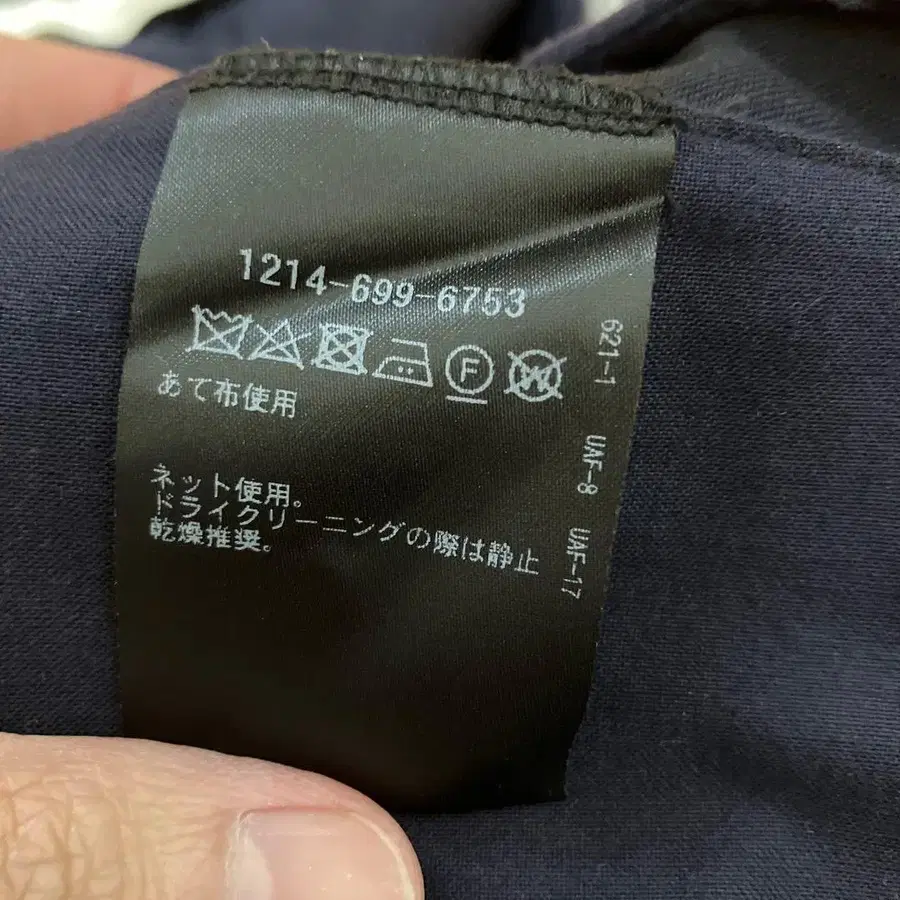 1214-699-6753
F W
あて布使用
ネット使用。
ドライクリーニングの際は静止
乾燥推奨。
621-1 UAF-8 UAF-17